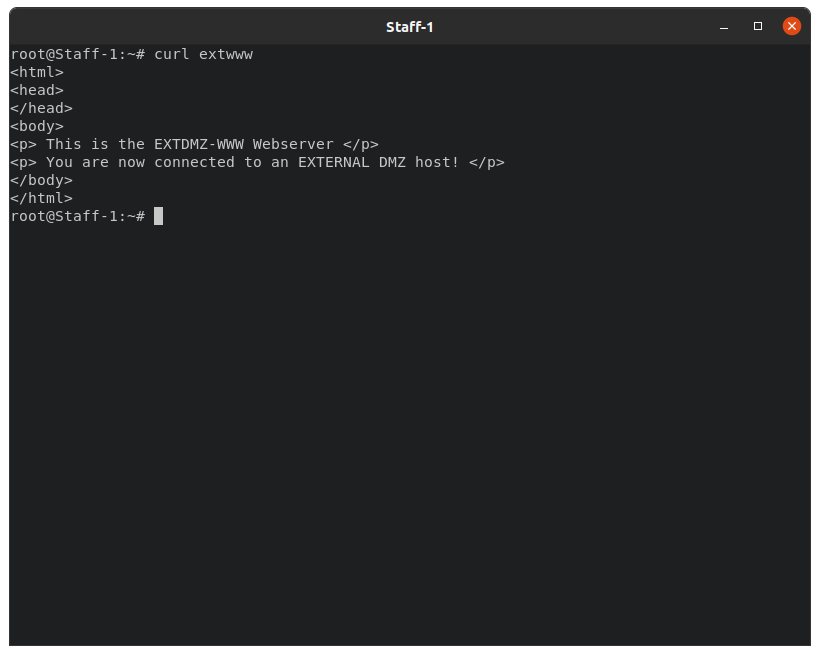 Staff-1
root@Staff-1:~# curl extwww
<html>
<head>
</head>
<body>
<p> This is the EXTDMZ-WWW Webserver </p>
<p> You are now connected to an EXTERNAL DMZ host! </p>
</body>
</html>
root@Staff-1:~#